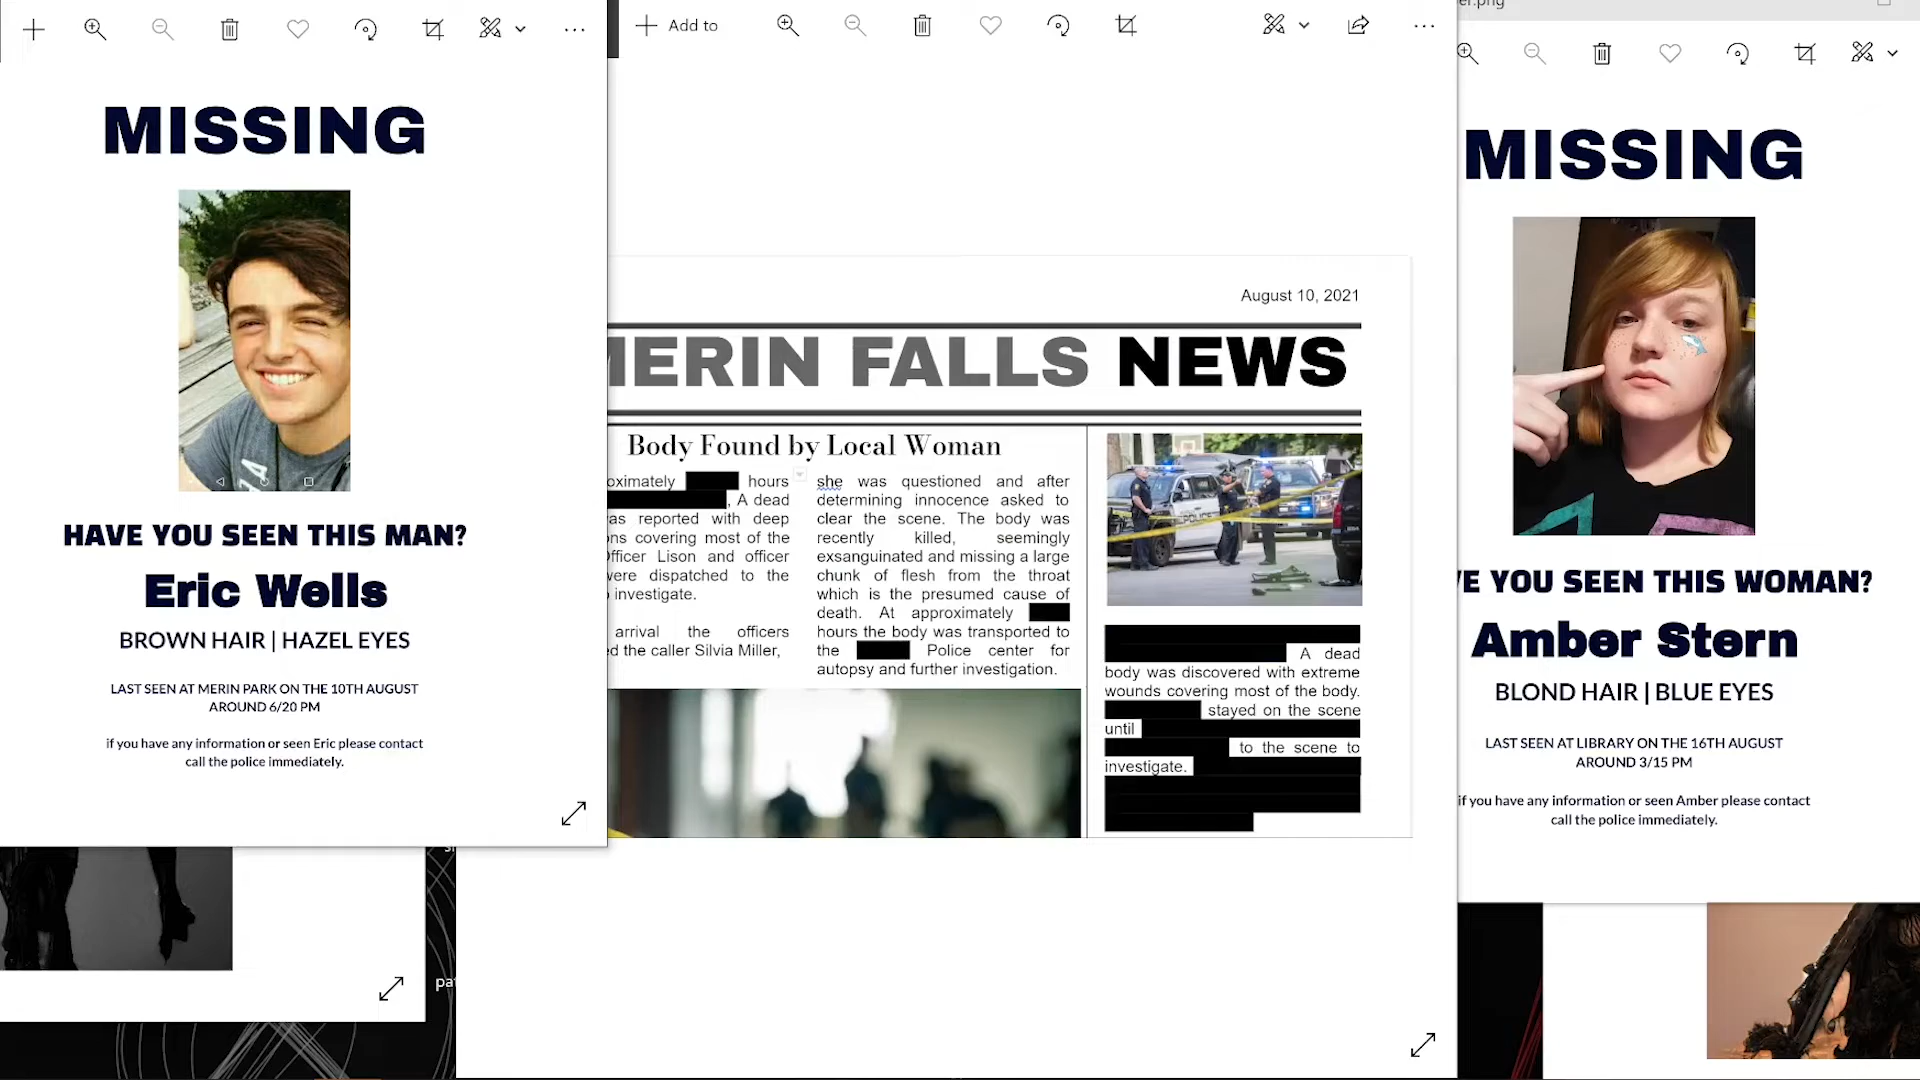 MISSING
HAVE YOU SEEN THIS MAN?
Eric Wells
BROWN HAIR | HAZEL EYES
LAST SEEN AT MERIN PARK ON THE 10TH AUGUST
AROUND 6/20 PM
if you have any information or seen Eric please contact
call the police immediately.
Add to
August 10, 2021
MERIN FALLS NEWS
Body Found by Local Woman
oximately hours
, A dead
as reported with deep
ns covering most of the
Officer Lison and officer
were dispatched to the
investigate.
arrival the officers
d the caller Silvia Miller,
she was questioned and after
determining innocence asked to
clear the scene. The body was
recently killed, seemingly
exsanguinated and missing a large
chunk of flesh from the throat
which is the presumed cause of
death. At approximately
hours the body was transported to
the Police center for
autopsy and further investigation.
POLICE
A dead
body was discovered with extreme
wounds covering most of the body.
stayed on the scene
until
to the scene to
investigate.
er.png
MISSING
VE YOU SEEN THIS WOMAN?
Amber Stern
BLOND HAIR | BLUE EYES
LAST SEEN AT LIBRARY ON THE 16TH AUGUST
AROUND 3/15 PM
if you have any information or seen Amber please contact
call the police immediately.
pat